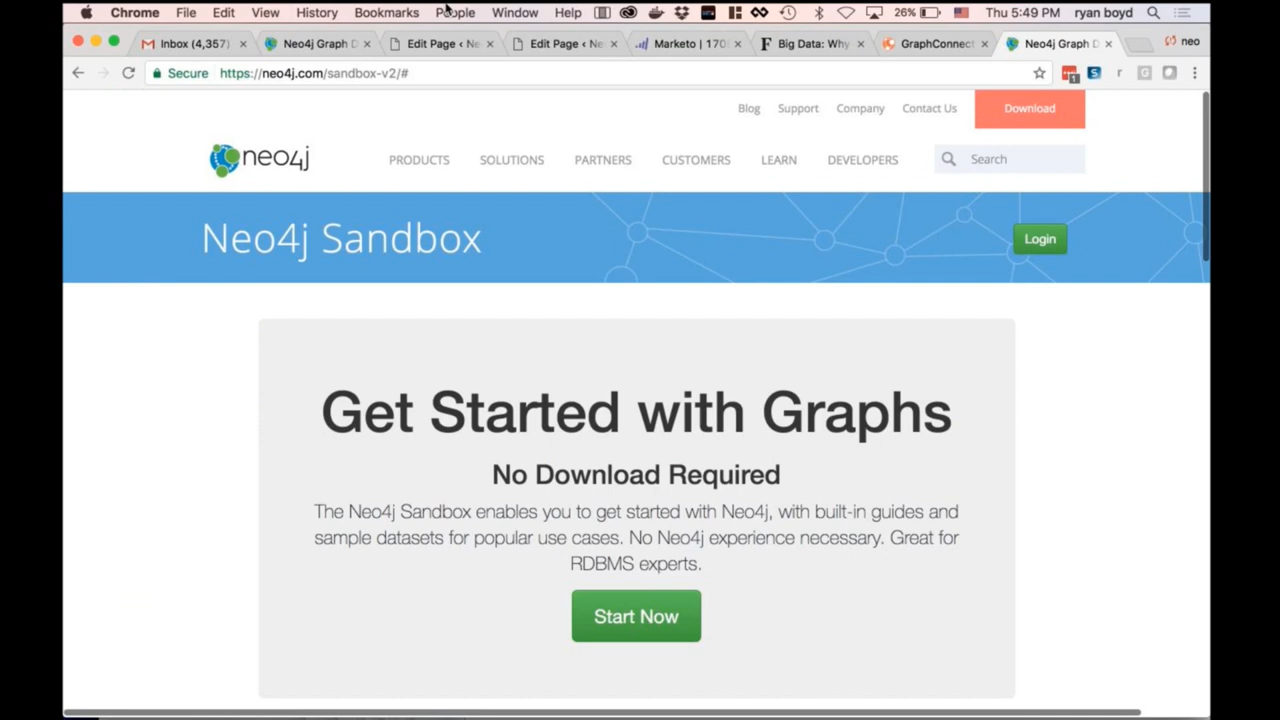 Chrome File Edit View History Bookmarks People Window Help 26% Thu 5:49 PM ryan boyd
Inbox (4,357) Neo4j Graph D Edit Page ‹ Ne Edit Page ‹ Ne Marketo | 170 Big Data: Why GraphConnect Neo4j Graph D neo
Secure https://neo4j.com/sandbox-v2/#
Blog Support Company Contact Us Download
neo4j PRODUCTS SOLUTIONS PARTNERS CUSTOMERS LEARN DEVELOPERS Search
Neo4j Sandbox Login
Get Started with Graphs
No Download Required
The Neo4j Sandbox enables you to get started with Neo4j, with built-in guides and
sample datasets for popular use cases. No Neo4j experience necessary. Great for
RDBMS experts.
Start Now